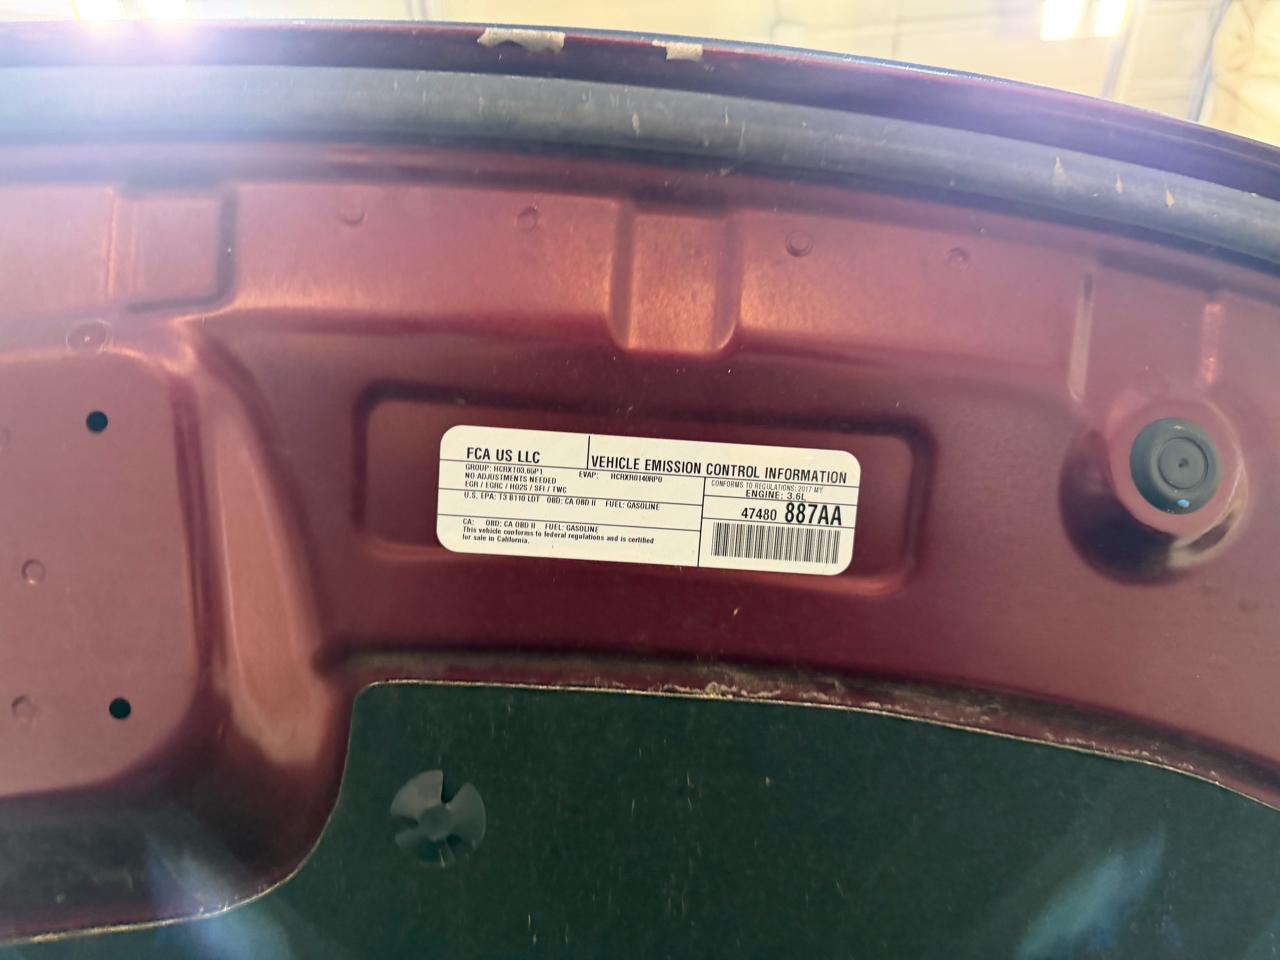 FCA US LLC
VEHICLE EMISSION CONTROL INFORMATION
GROUP: HCRXT03.65P1 EVAP: HCRXR0140RP0
NO ADJUSTMENTS NEEDED
EGR / EGRC / HO2S / SFI / TWC
U.S. EPA: T3 B110 LDT OBD: CA OBD II FUEL: GASOLINE
CA: OBD: CA OBD II FUEL: GASOLINE
This vehicle conforms to federal regulations and is certified
for sale in California.
CONFORMS TO REGULATIONS: 2017 MY
ENGINE: 3.6L
47480 887AA